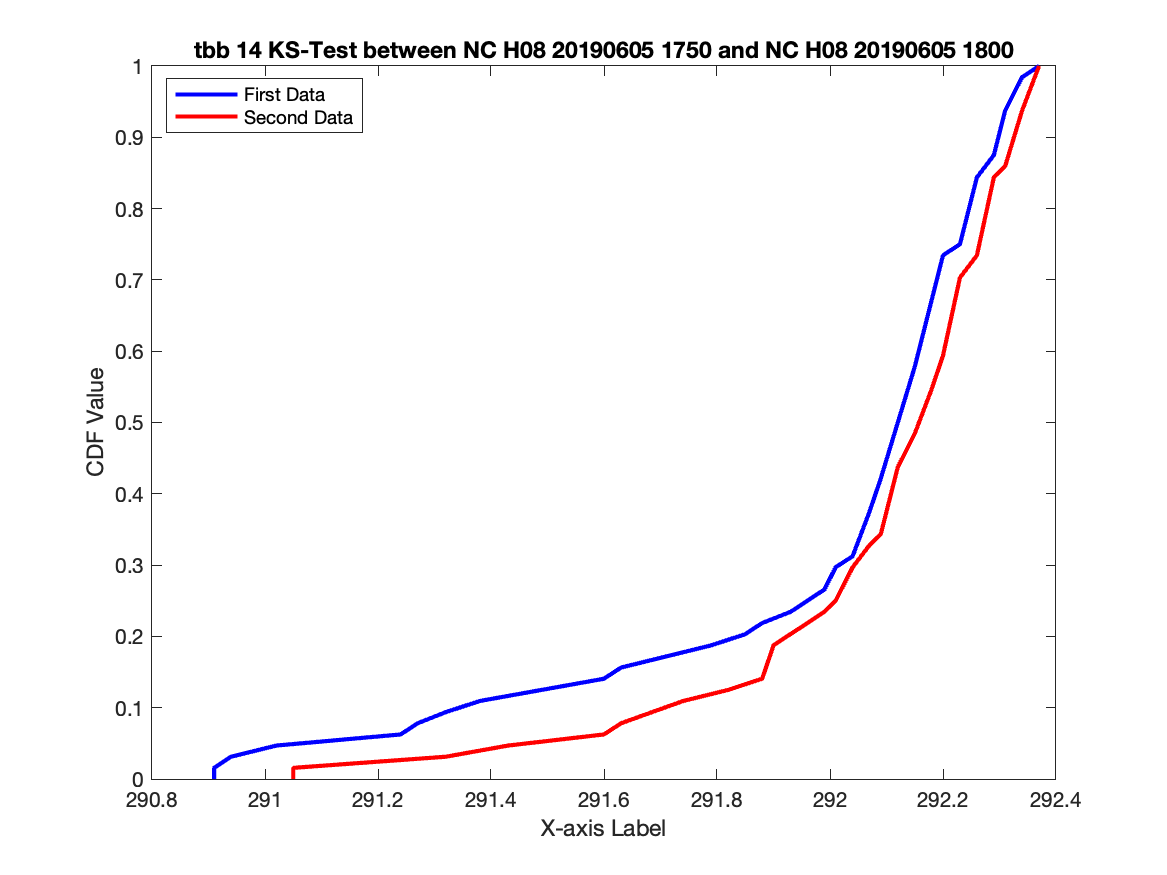 tbb 14 KS-Test between NC H08 20190605 1750 and NC H08 20190605 1800
First Data
Second Data
1
0.9
0.8
0.7
0.6
0.5
0.4
0.3
0.2
0.1
0
CDF Value
290.8 291 291.2 291.4 291.6 291.8 292 292.2 292.4
X-axis Label